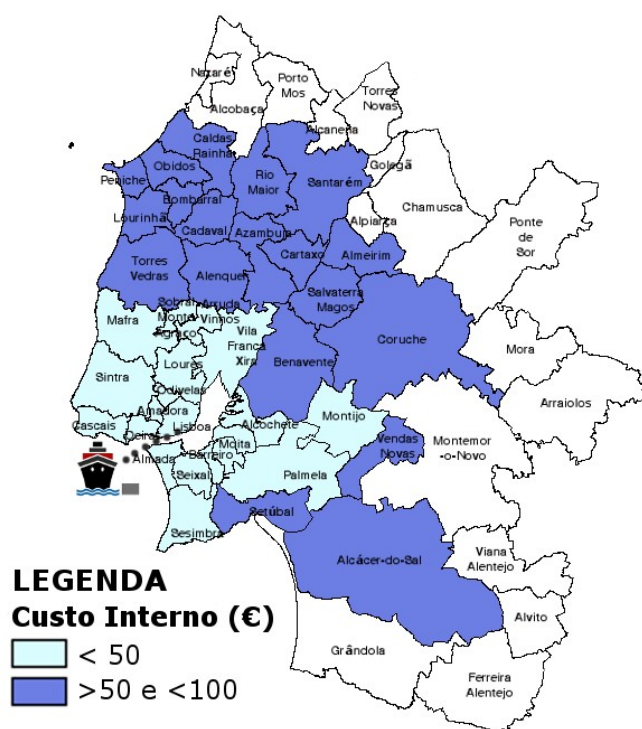 Nazaré
Porto
Mos
Alcobaça
Torres
Novas
Alcanena
Caldas
Rainha
Golegã
Obidos
Rio
Maior
Santarém
Peniche
Chamusca
Bombarral
Alpiarça
Lourinhã
Ponte
de
Sor
Cadaval
Azambuja
Cartaxo
Almeirim
Torres
Vedras
Alenquer
Salvaterra
Magos
Sobral
Monte
Agraço
Arruda
Vinhos
Mafra
Vila
Franca
Xira
Coruche
Mora
Benavente
Loures
Sintra
Odivelas
Arraiolos
Amadora
Montijo
Cascais
Lisboa
Alcochete
Oeiras
Moita
Vendas
Novas
Montemor
-o-Novo
Almada
Barreiro
Seixal
Palmela
Setúbal
Sesimbra
Alcácer-do-Sal
Viana
Alentejo
Alvito
Grândola
Ferreira
Alentejo
LEGENDA
Custo Interno (€)
< 50
>50 e <100